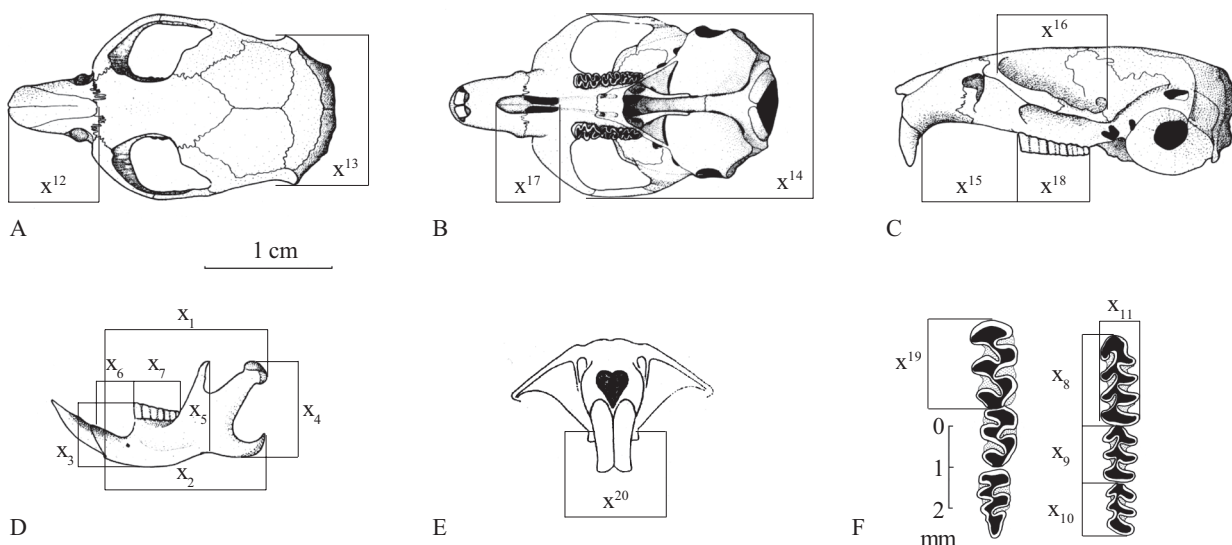 x¹²
x¹³
A
x¹⁷
x¹⁴
B
x¹⁶
x¹⁵
x¹⁸
C
1 cm
x₁
x₆
x₇
x₅
x₄
x₃
x₂
D
x²⁰
E
x¹⁹
0
1
2
mm
x₁₁
x₈
x₉
x₁₀
F